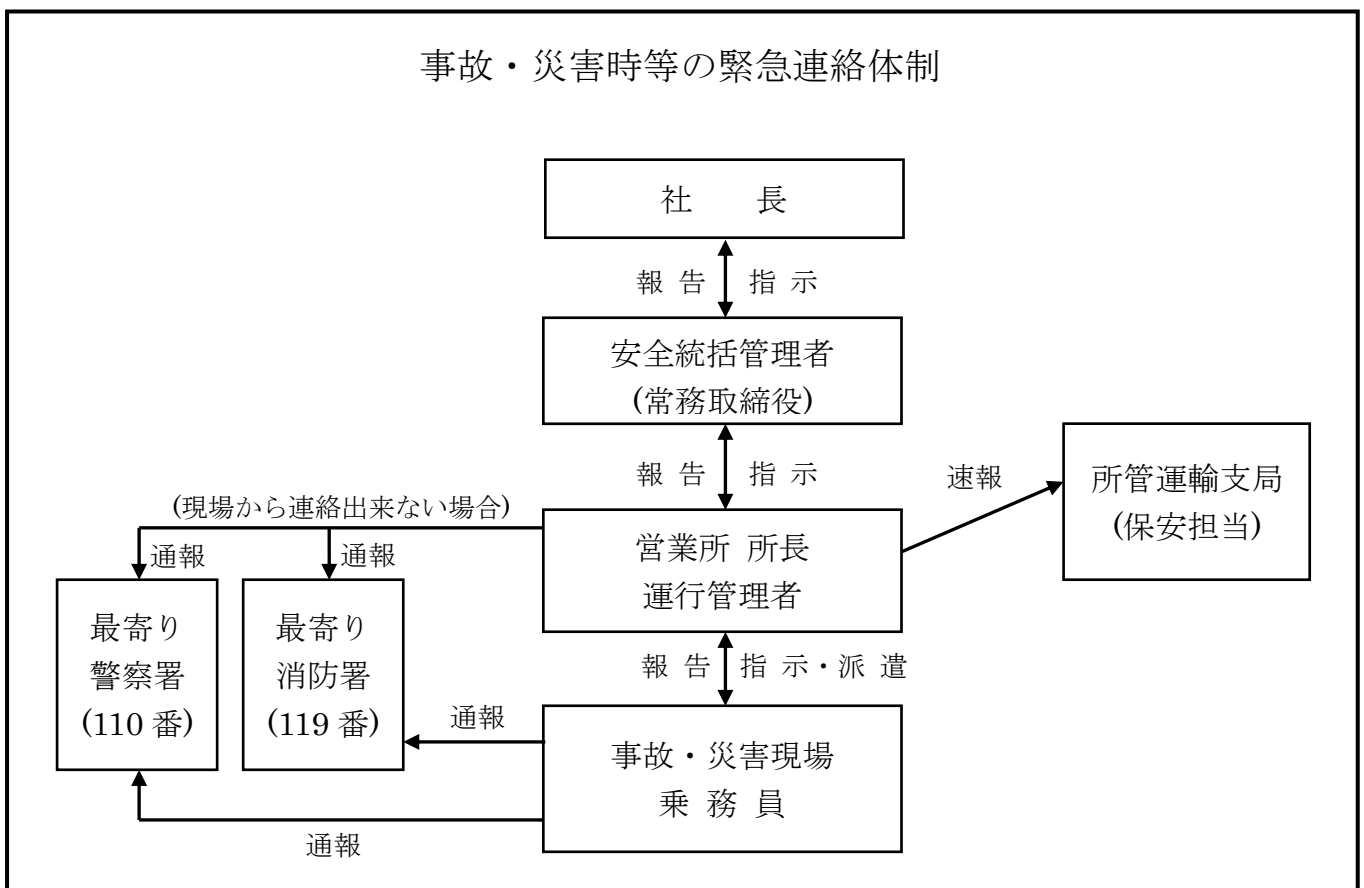 事故・災害時等の緊急連絡体制
社　　長
報 告　指 示
安全統括管理者
(常務取締役)
報 告　指 示
速報
所管運輸支局
(保安担当)
(現場から連絡出来ない場合)
通報
通報
営業所 所長
運行管理者
最寄り
警察署
(110 番)
最寄り
消防署
(119 番)
報 告　指 示・派 遣
通報
事故・災害現場
乗 務 員
通報